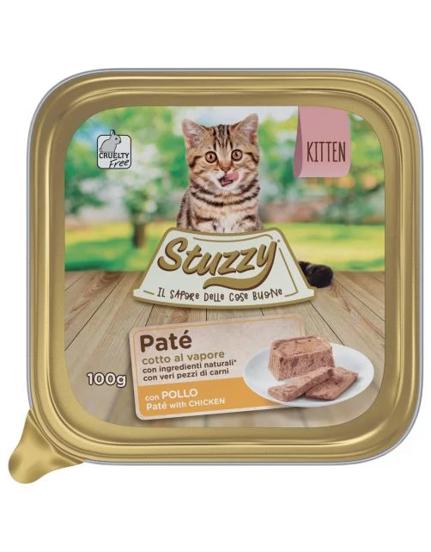 CRUELTY
Free
KITTEN
Stuzzy
IL SAPORE DELLE COSE BUONE
Paté
cotto al vapore
con ingredienti naturali*
con veri pezzi di carni
100g
con POLLO
Paté with CHICKEN